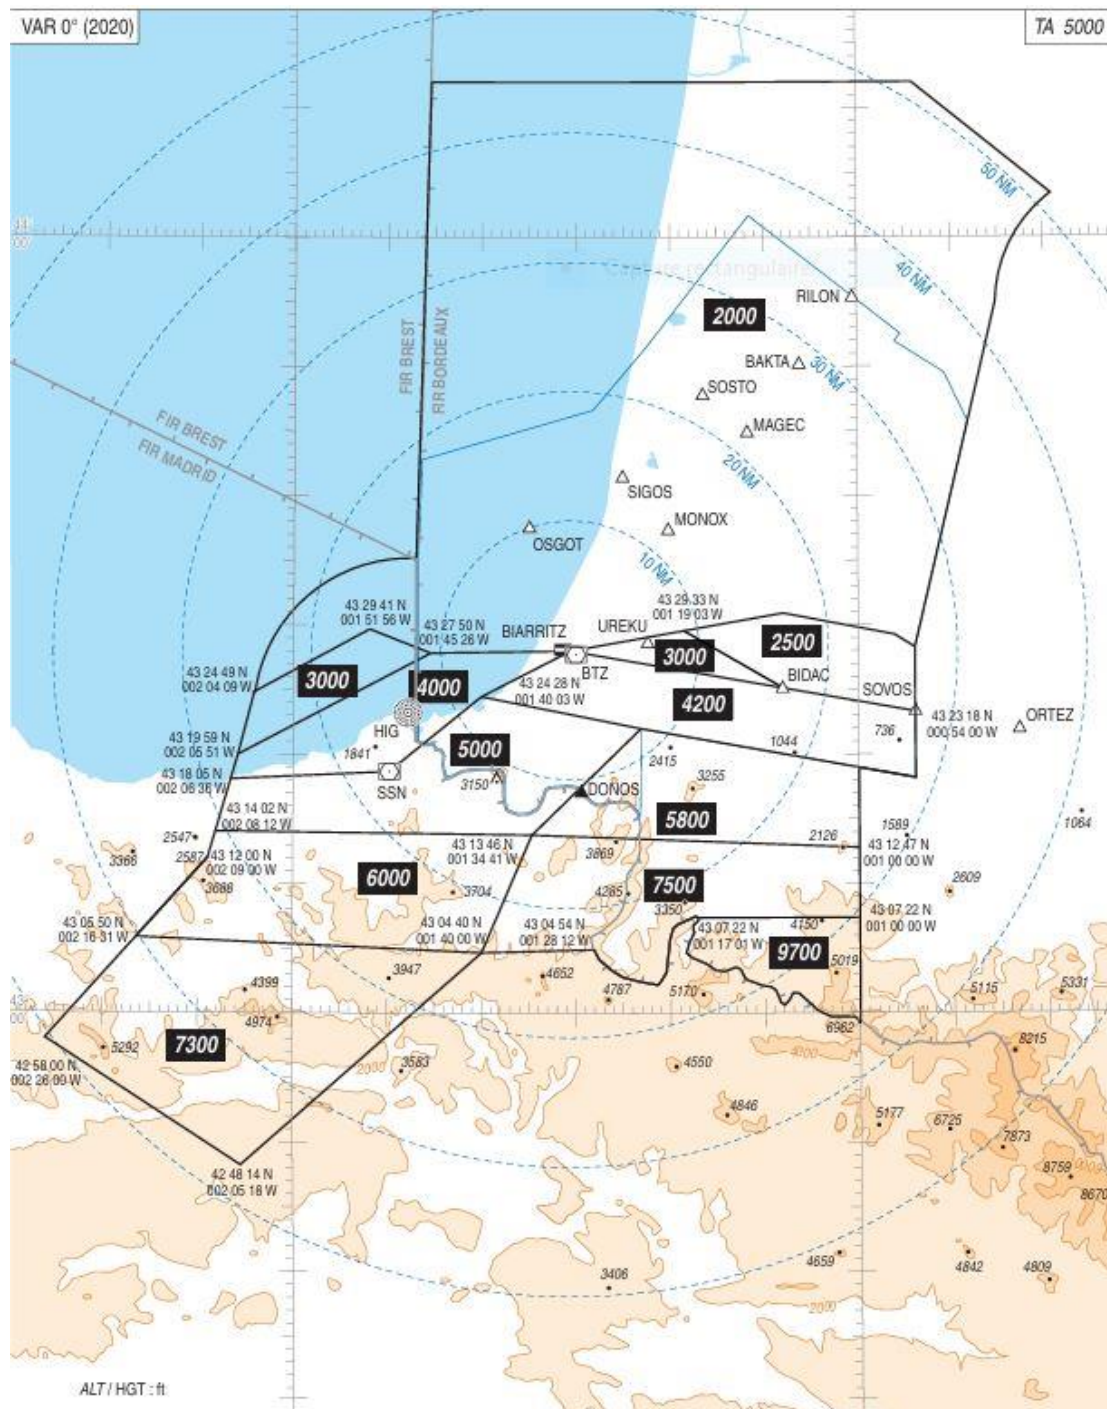 VAR 0° (2020)
TA 5000
50 NM
44°
00'
Capture rectangulaire
40 NM
RILON
2000
FIR BREST
FIR BORDEAUX
BAKTA
30 NM
SOSTO
FIR BREST
FIR MADRID
MAGEC
20 NM
SIGOS
MONOX
OSGOT
10 NM
43 29 41 N
001 51 56 W
43 27 50 N
001 45 26 W
43 29 33 N
001 19 03 W
BIARRITZ
UREKU
2500
3000
BTZ
43 24 49 N
002 04 09 W
3000
4000
43 24 28 N
001 40 03 W
BIDAC
SOVOS
4200
43 23 18 N
000 54 00 W
ORTEZ
HIG
736
43 19 59 N
002 05 51 W
1841
5000
2415
1044
43 18 05 N
002 06 36 W
SSN
3150
3255
DONOS
43 14 02 N
002 08 12 W
5800
1064
2547
43 13 46 N
001 34 41 W
3869
2126
1589
43 12 47 N
001 00 00 W
3366
2587
43 12 00 N
002 09 00 W
3688
6000
3704
4285
7500
3350
2609
43 05 50 N
002 16 31 W
43 04 40 N
001 40 00 W
43 04 54 N
001 28 12 W
43 07 22 N
001 17 01 W
4150
43 07 22 N
001 00 00 W
9700
5019
4399
3947
4652
4787
5170
5115
5331
43°
00'
4974
6962
7300
5292
8215
42 58 00 N
002 26 09 W
2000
3583
4550
4000
4846
5177
6725
7873
42 48 14 N
002 05 18 W
8759
8670
4659
4842
4809
3406
2000
ALT / HGT : ft